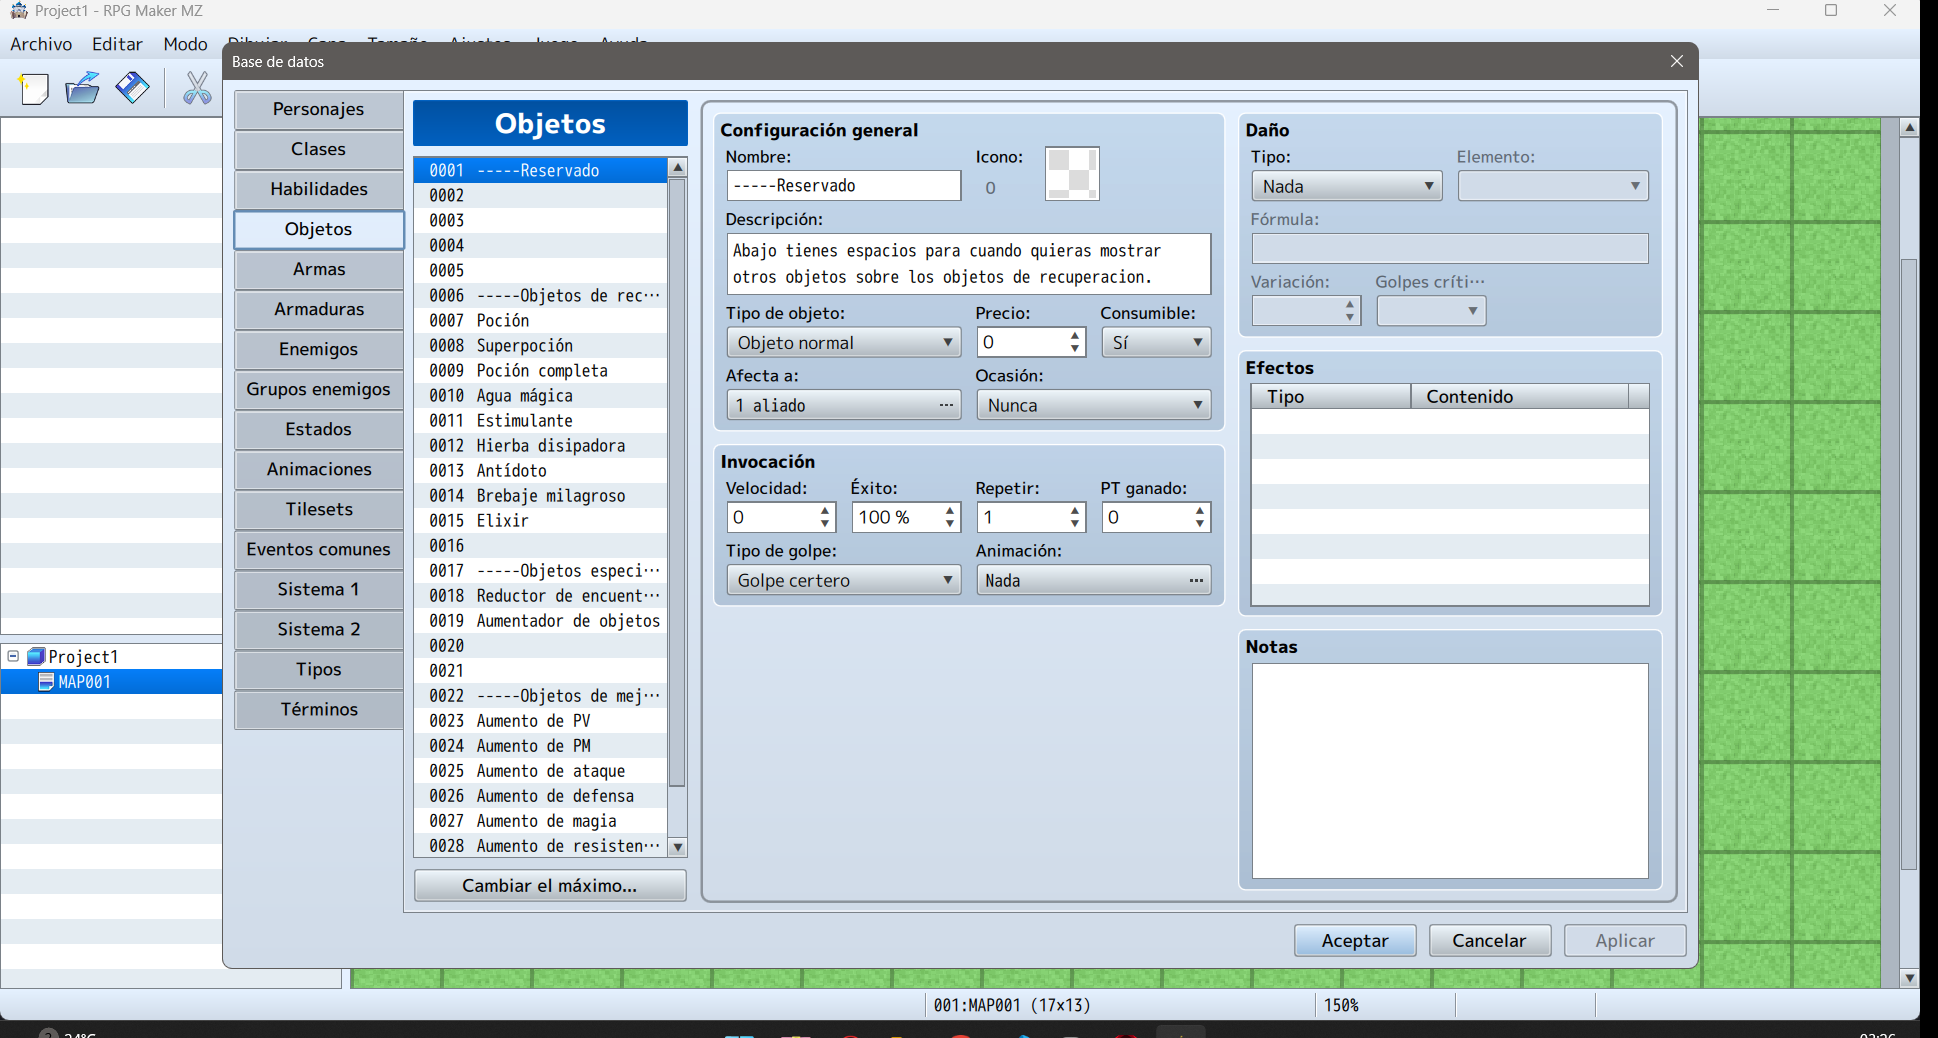 Project1 - RPG Maker MZ
Archivo Editar Modo
Base de datos
Personajes
Clases
Habilidades
Objetos
Armas
Armaduras
Enemigos
Grupos enemigos
Estados
Animaciones
Tilesets
Eventos comunes
Sistema 1
Sistema 2
Tipos
Términos
Objetos
0001 -----Reservado
0002
0003
0004
0005
0006 -----Objetos de rec···
0007 Poción
0008 Superpoción
0009 Poción completa
0010 Agua mágica
0011 Estimulante
0012 Hierba disipadora
0013 Antídoto
0014 Brebaje milagroso
0015 Elixir
0016
0017 -----Objetos especi···
0018 Reductor de encuent···
0019 Aumentador de objetos
0020
0021
0022 -----Objetos de mej···
0023 Aumento de PV
0024 Aumento de PM
0025 Aumento de ataque
0026 Aumento de defensa
0027 Aumento de magia
0028 Aumento de resisten···
Cambiar el máximo...
Configuración general
Nombre: Icono:
-----Reservado 0
Descripción:
Abajo tienes espacios para cuando quieras mostrar
otros objetos sobre los objetos de recuperacion.
Tipo de objeto: Precio: Consumible:
Objeto normal 0 Sí
Afecta a: Ocasión:
1 aliado ... Nunca
Invocación
Velocidad: Éxito: Repetir: PT ganado:
0 100 % 1 0
Tipo de golpe: Animación:
Golpe certero Nada ...
Daño
Tipo: Elemento:
Nada
Fórmula:
Variación: Golpes críti···
Efectos
Tipo Contenido
Notas
Aceptar Cancelar Aplicar
Project1
MAP001
001:MAP001 (17x13) 150%